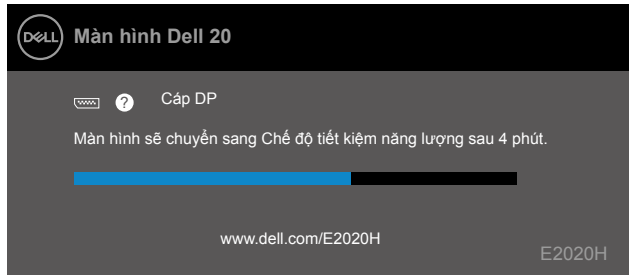 DELL Màn hình Dell 20
? Cáp DP
Màn hình sẽ chuyển sang Chế độ tiết kiệm năng lượng sau 4 phút.
www.dell.com/E2020H
E2020H